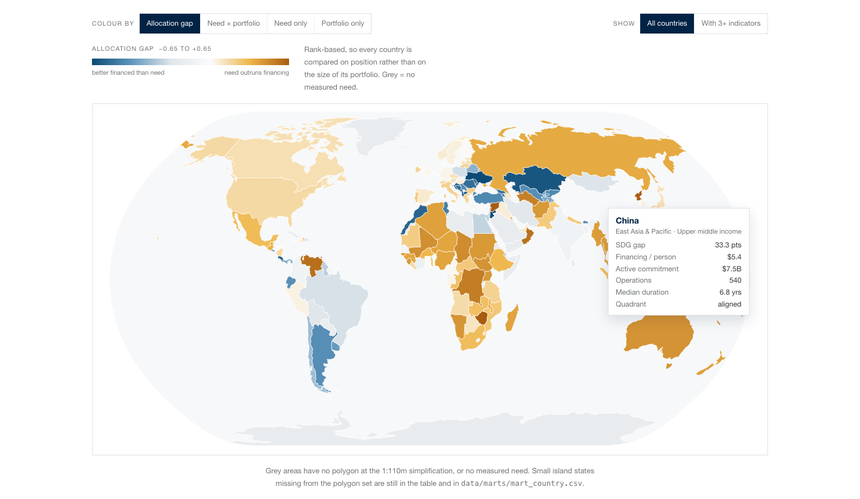 COLOUR BY Allocation gap Need × portfolio Need only Portfolio only SHOW All countries With 3+ indicators
ALLOCATION GAP −0.65 TO +0.65
better financed than need need outruns financing
Rank-based, so every country is
compared on position rather than on
the size of its portfolio. Grey = no
measured need.
China
East Asia & Pacific · Upper middle income
SDG gap 33.3 pts
Financing / person $5.4
Active commitment $7.5B
Operations 540
Median duration 6.8 yrs
Quadrant aligned
Grey areas have no polygon at the 1:110m simplification, or no measured need. Small island states
missing from the polygon set are still in the table and in data/marts/mart_country.csv.